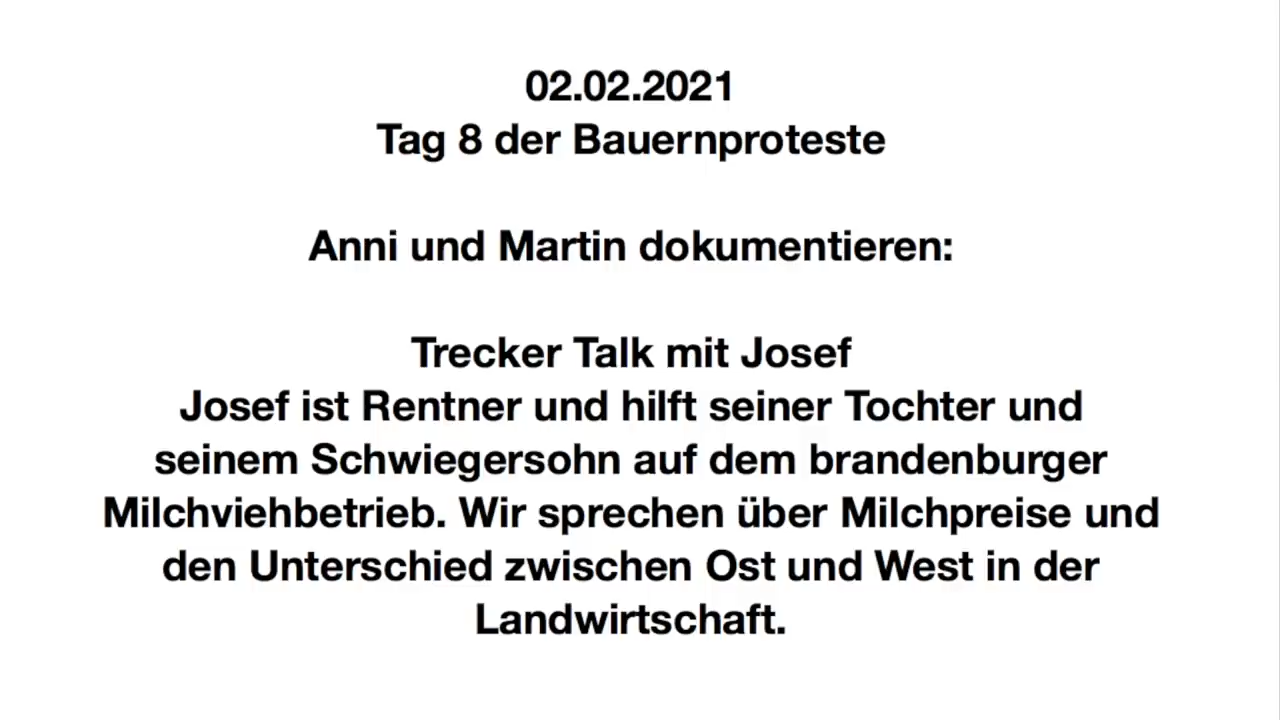 02.02.2021
Tag 8 der Bauernproteste
Anni und Martin dokumentieren:
Trecker Talk mit Josef
Josef ist Rentner und hilft seiner Tochter und
seinem Schwiegersohn auf dem brandenburger
Milchviehbetrieb. Wir sprechen über Milchpreise und
den Unterschied zwischen Ost und West in der
Landwirtschaft.